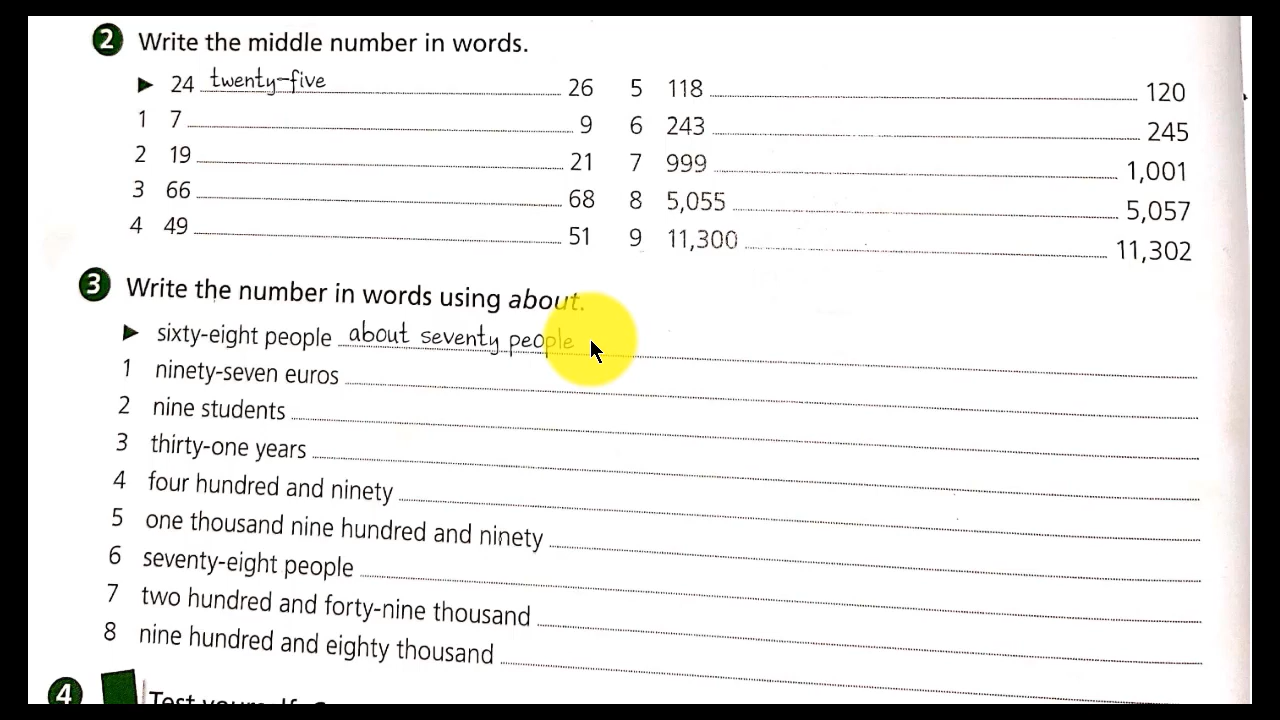 2 Write the middle number in words.
▶ 24 twenty-five 26
1 7 9
2 19 21
3 66 68
4 49 51
5 118 120
6 243 245
7 999 1,001
8 5,055 5,057
9 11,300 11,302
3 Write the number in words using about.
▶ sixty-eight people about seventy people
1 ninety-seven euros
2 nine students
3 thirty-one years
4 four hundred and ninety
5 one thousand nine hundred and ninety
6 seventy-eight people
7 two hundred and forty-nine thousand
8 nine hundred and eighty thousand
4 Test yourself.